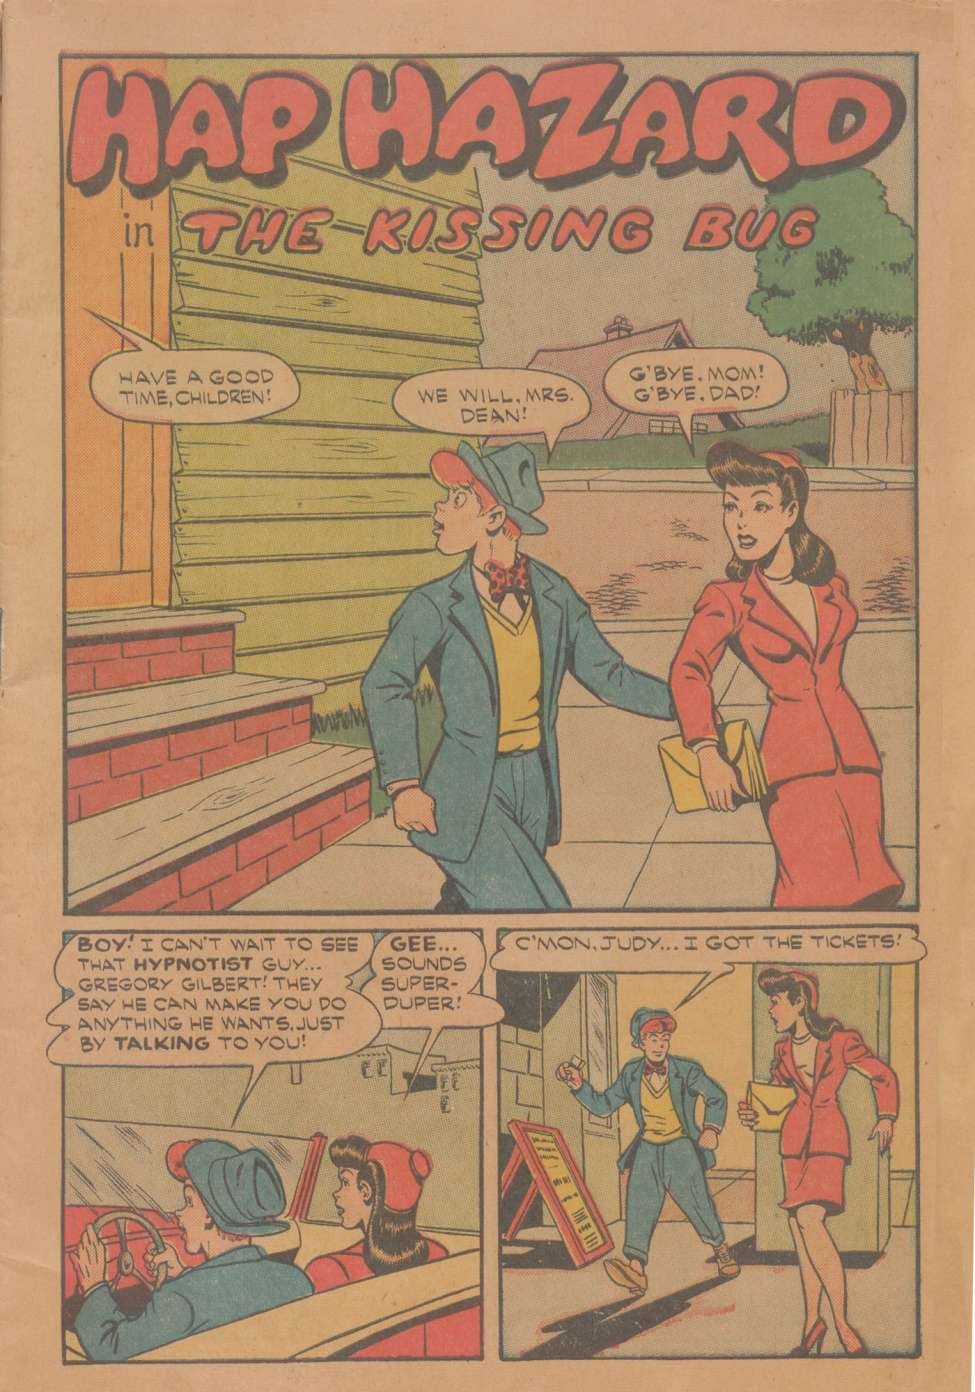 HAP HAZARD
in THE KISSING BUG
HAVE A GOOD
TIME, CHILDREN!
WE WILL, MRS.
DEAN!
G'BYE, MOM!
G'BYE, DAD!
BOY! I CAN'T WAIT TO SEE
THAT HYPNOTIST GUY...
GREGORY GILBERT! THEY
SAY HE CAN MAKE YOU DO
ANYTHING HE WANTS, JUST
BY TALKING TO YOU!
GEE...
SOUNDS
SUPER-
DUPER!
C'MON, JUDY... I GOT THE TICKETS!